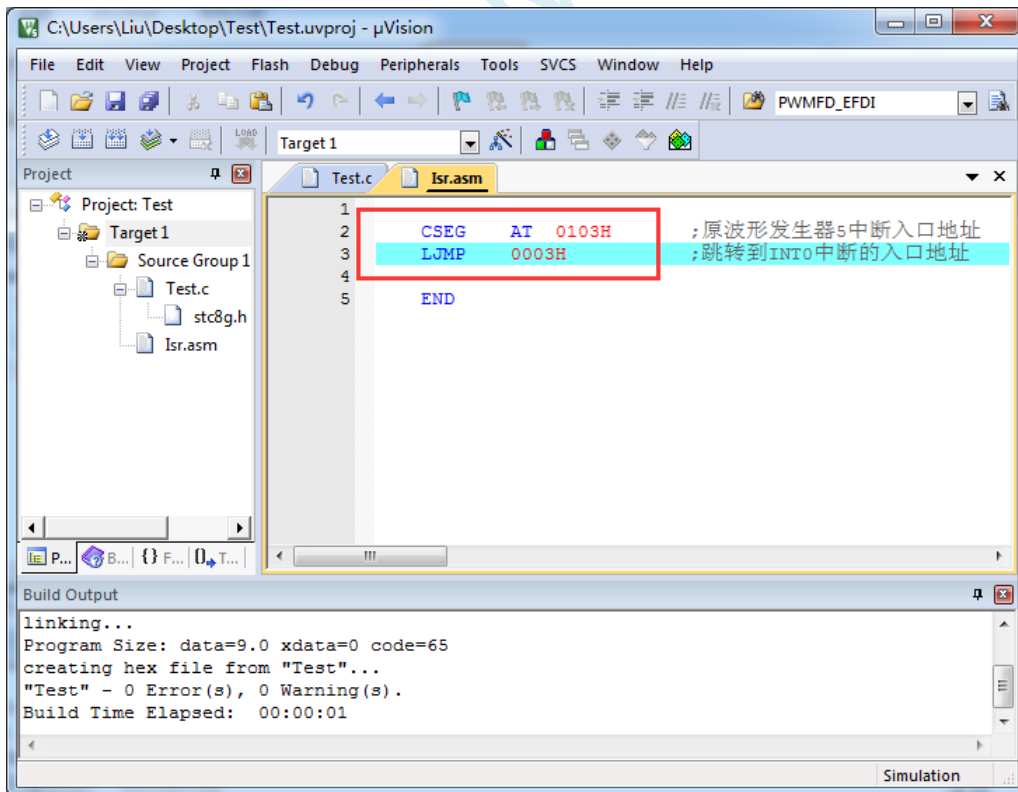 C:\Users\Liu\Desktop\Test\Test.uvproj - µVision
File Edit View Project Flash Debug Peripherals Tools SVCS Window Help
PWMFD_EFDI
LOAD Target 1
Project
Test.c Isr.asm
Project: Test
Target 1
Source Group 1
Test.c
stc8g.h
Isr.asm
1
2 CSEG AT 0103H ;原波形发生器5中断入口地址
3 LJMP 0003H ;跳转到INT0中断的入口地址
4
5 END
P... B... {} F... 0 T...
Build Output
linking...
Program Size: data=9.0 xdata=0 code=65
creating hex file from "Test"...
"Test" - 0 Error(s), 0 Warning(s).
Build Time Elapsed: 00:00:01
Simulation